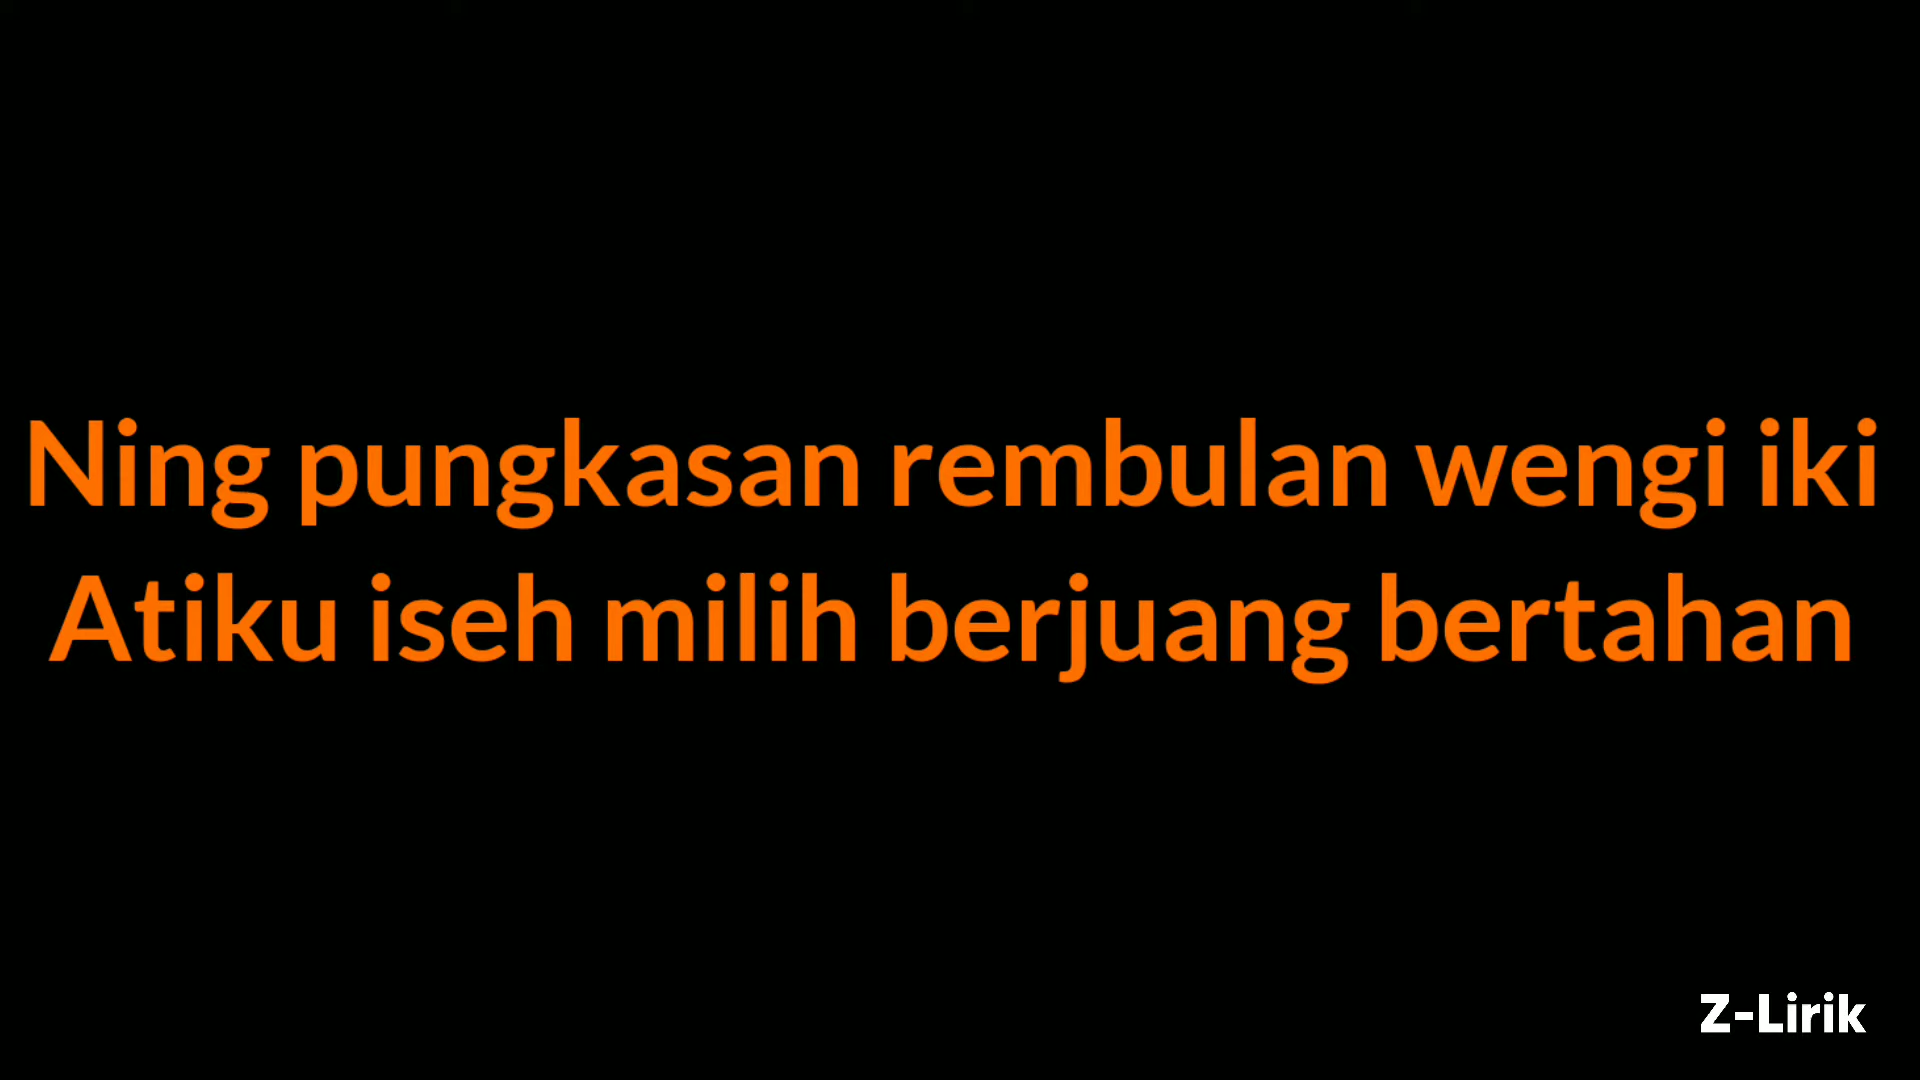 Ning pungkasan rembulan wengi iki
Atiku iseh milih berjuang bertahan
Z-Lirik